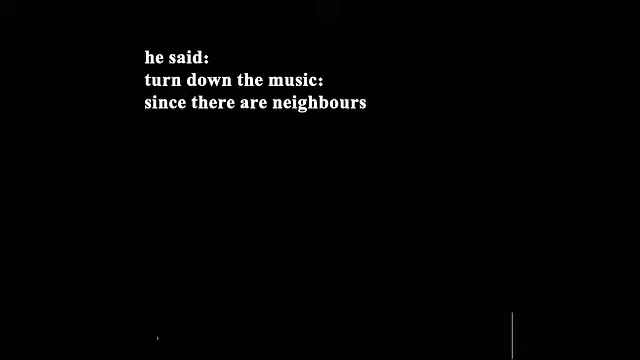 he said:
turn down the music:
since there are neighbours